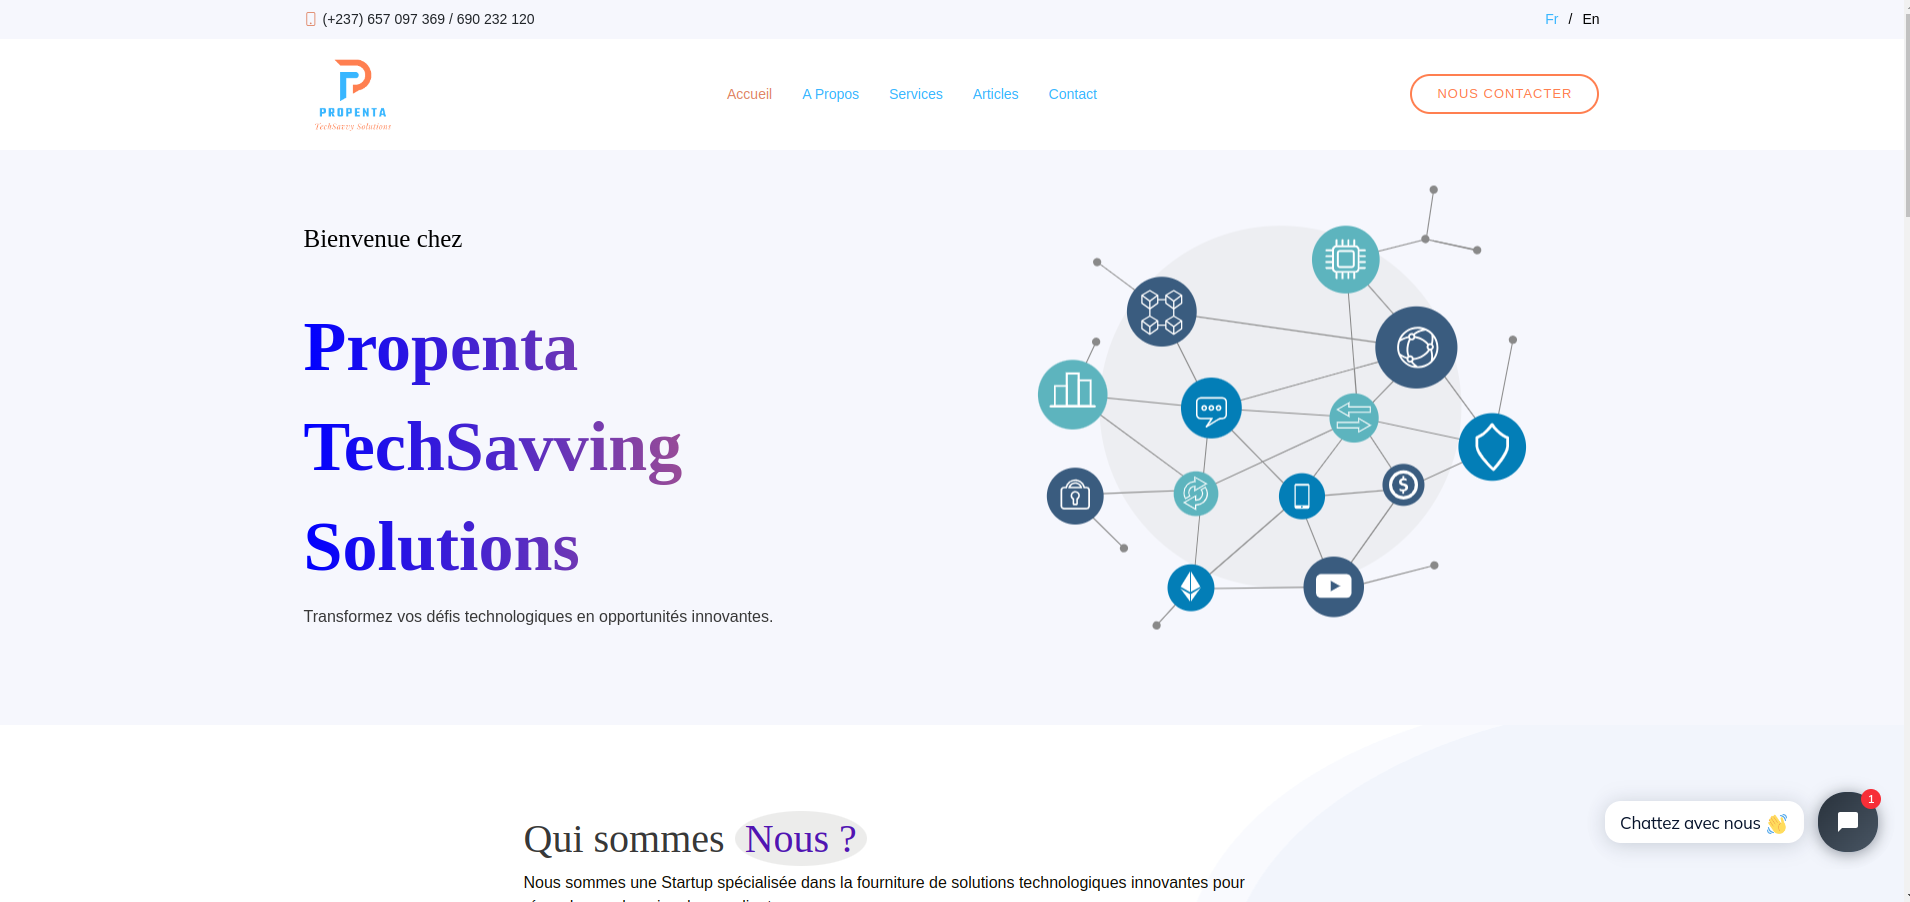 (+237) 657 097 369 / 690 232 120
Fr / En
PROPENTA
TechSavvy Solutions
Accueil
A Propos
Services
Articles
Contact
NOUS CONTACTER
Bienvenue chez
Propenta
TechSavving
Solutions
Transformez vos défis technologiques en opportunités innovantes.
Qui sommes Nous ?
Nous sommes une Startup spécialisée dans la fourniture de solutions technologiques innovantes pour
Chattez avec nous 👋
1